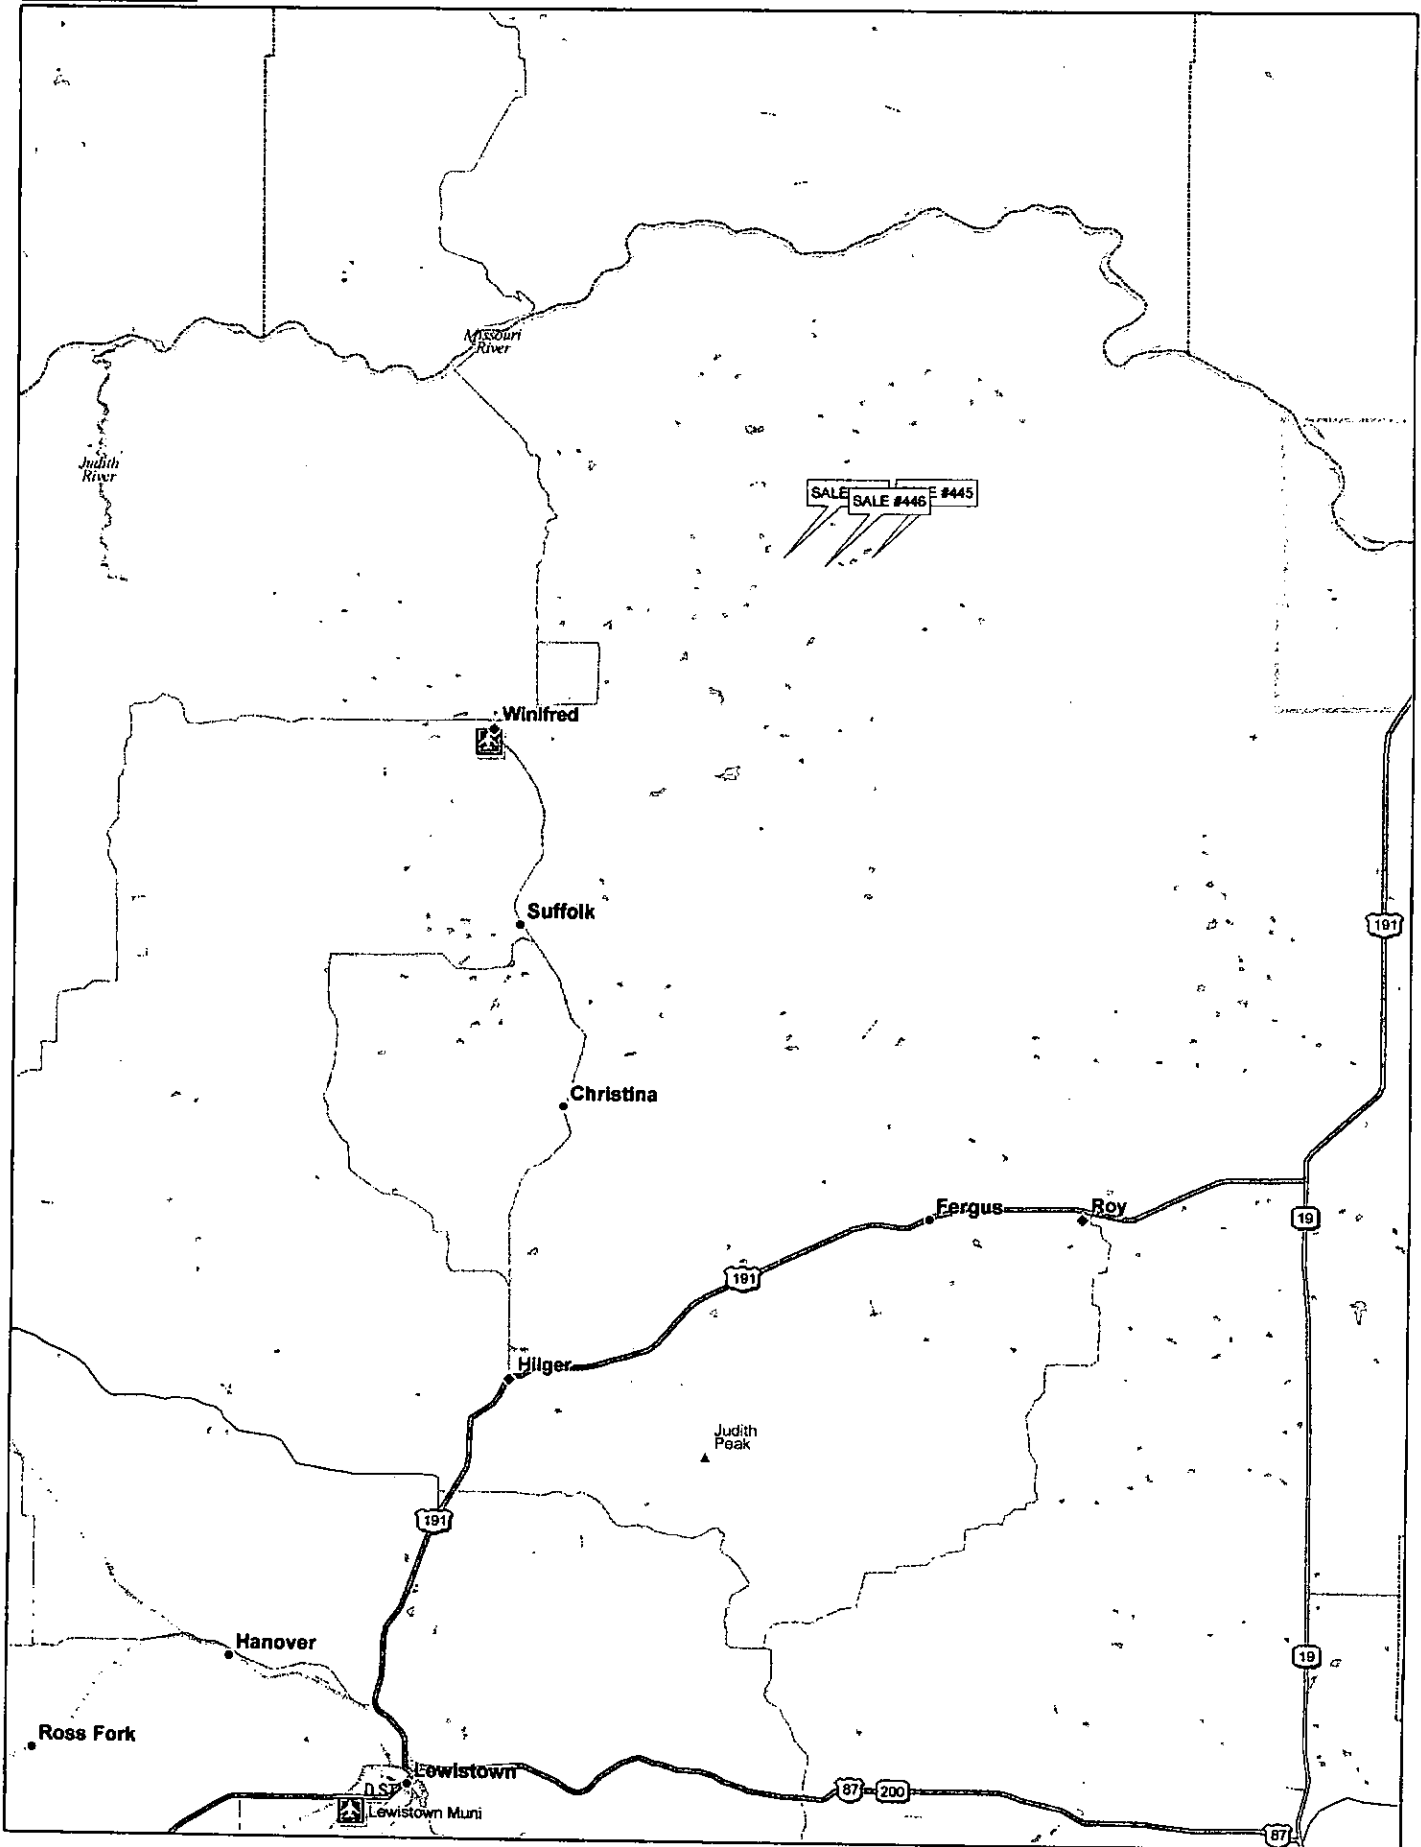 Missouri
River
Judith
River
SALE
SALE #446
E #445
Winifred
Suffolk
191
Christina
Fergus
Roy
19
191
Hilger
Judith
Peak
191
Hanover
19
Ross Fork
Lewistown
D ST
87
200
Lewistown Muni
87